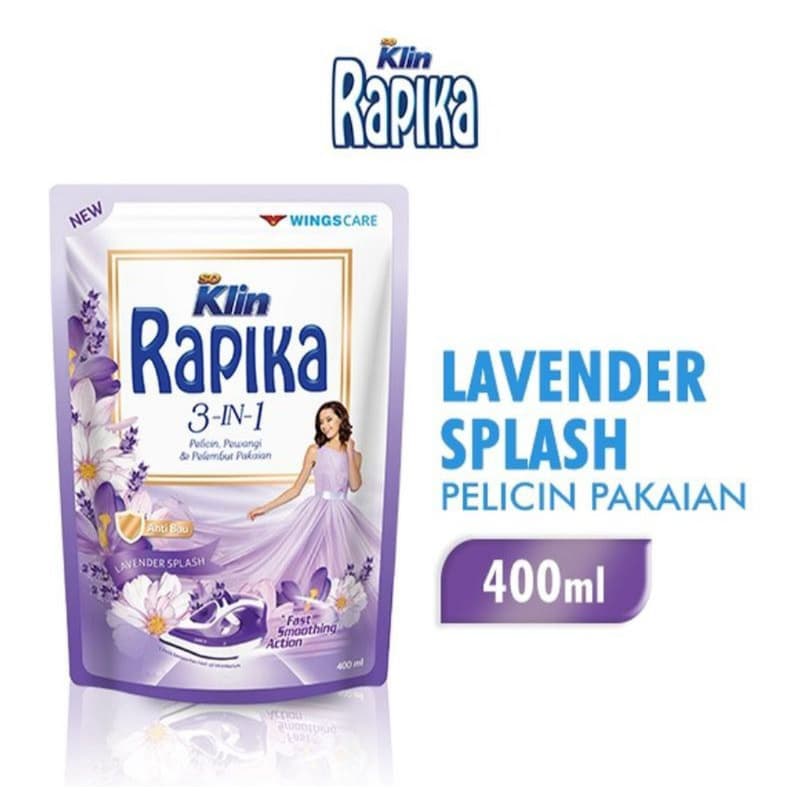 SO
Klin
RAPIKA
NEW
WINGSCARE
SO
Klin
RAPIKA
3-IN-1
Pelicin, Pewangi
& Pelembut Pakaian
Anti Bau
LAVENDER SPLASH
*Fast
Smoothing
Action
400 ml
LAVENDER
SPLASH
PELICIN PAKAIAN
400ml